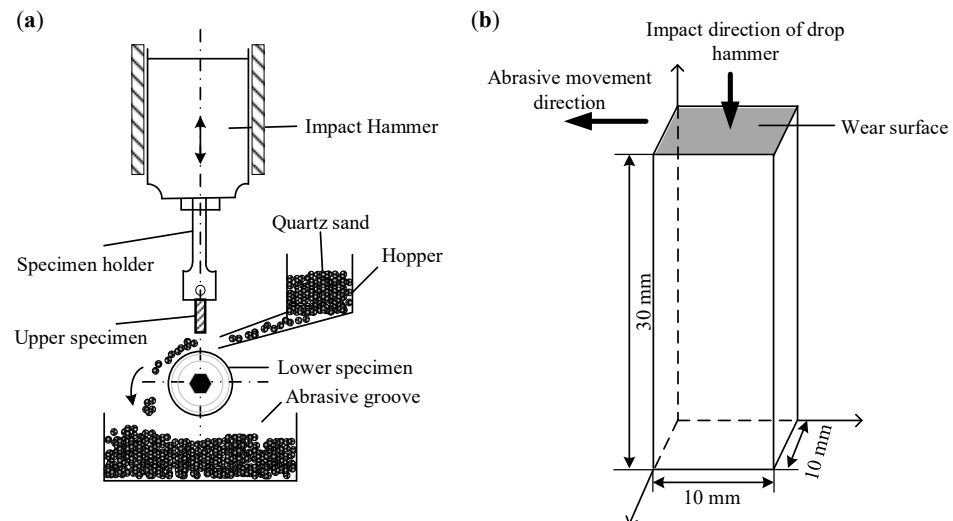 (a)
Impact Hammer
Quartz sand
Hopper
Specimen holder
Upper specimen
Lower specimen
Abrasive groove
(b)
Impact direction of drop
hammer
Abrasive movement
direction
Wear surface
30 mm
10 mm
10 mm